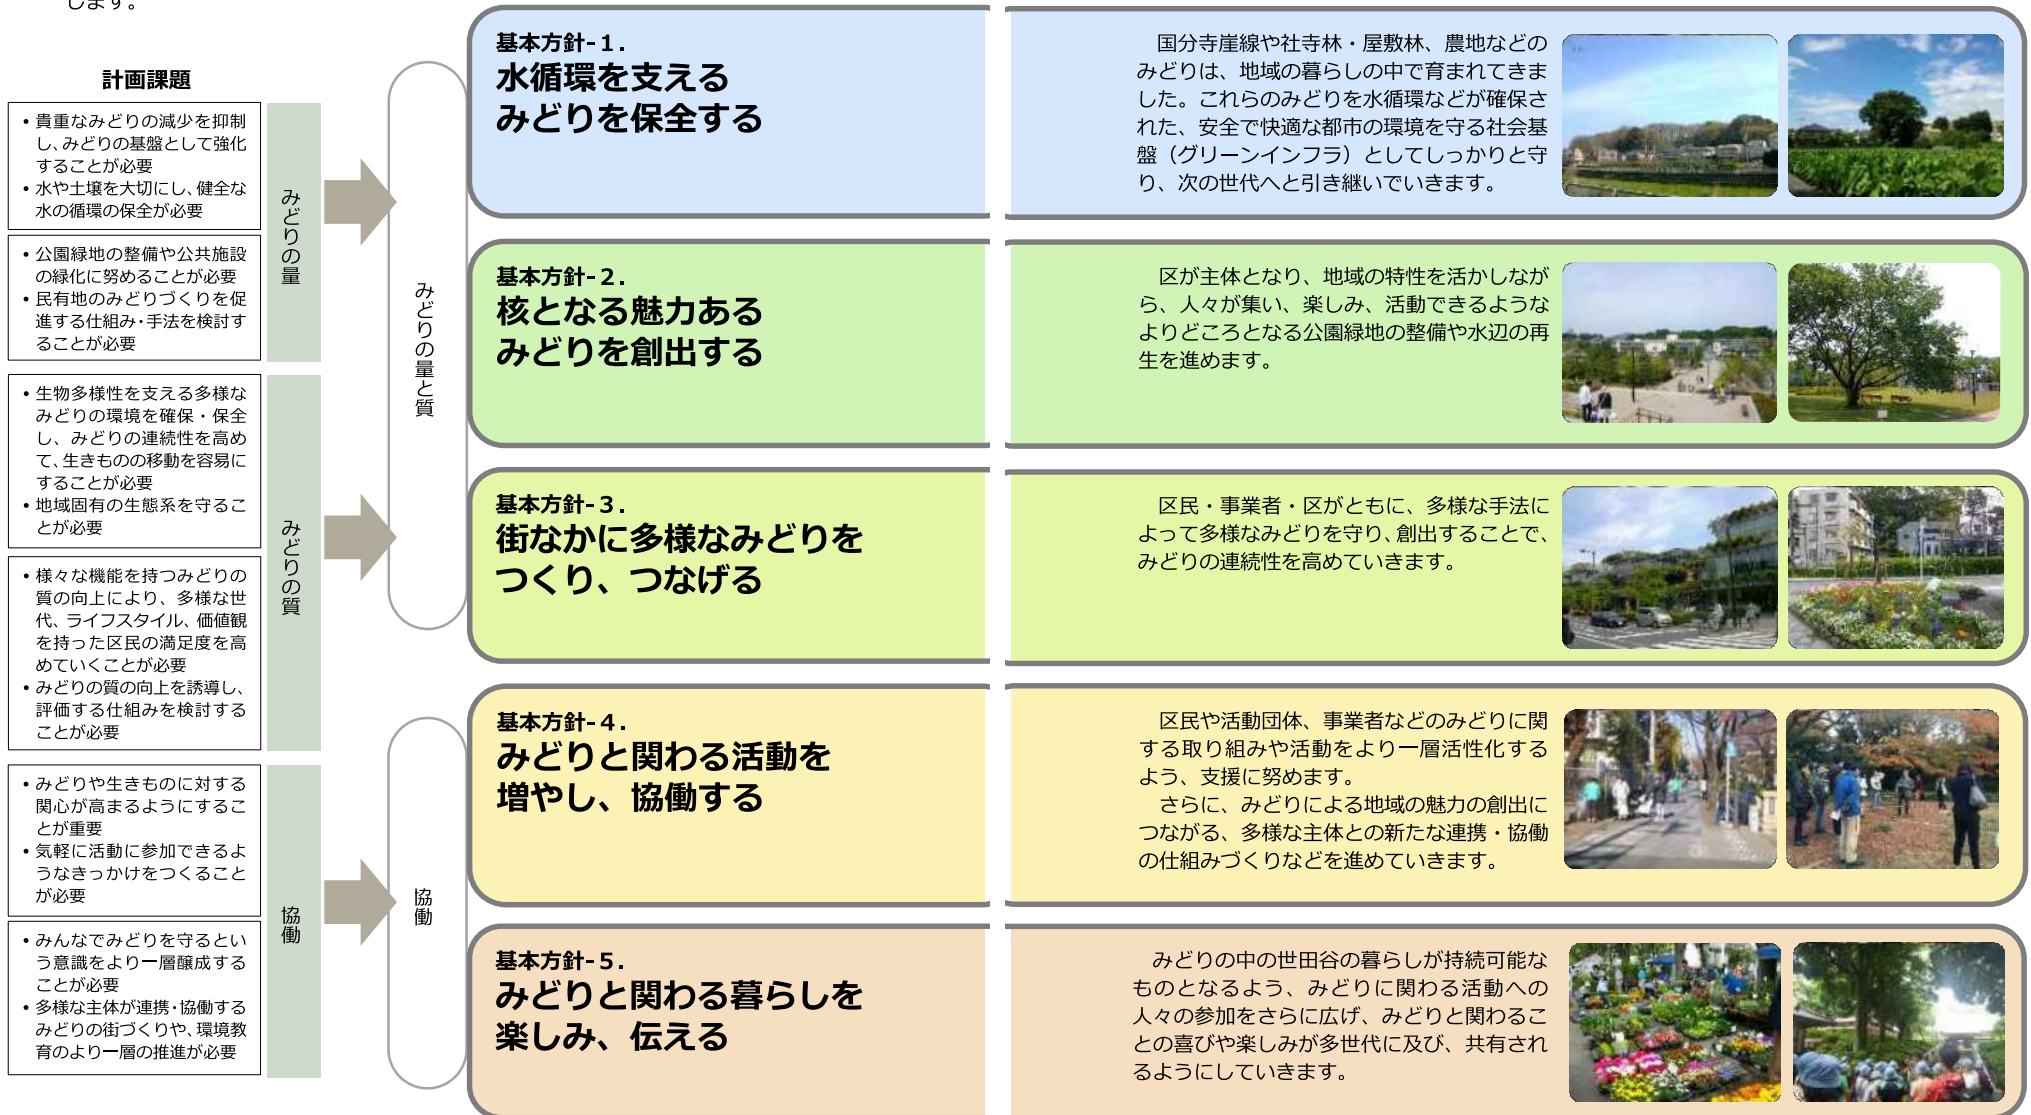 します。
計画課題
• 貴重なみどりの減少を抑制
し、みどりの基盤として強化
することが必要
• 水や土壌を大切にし、健全な
水の循環の保全が必要
• 公園緑地の整備や公共施設
の緑化に努めることが必要
• 民有地のみどりづくりを促
進する仕組み・手法を検討す
ることが必要
みどりの量
• 生物多様性を支える多様な
みどりの環境を確保・保全
し、みどりの連続性を高め
て、生きものの移動を容易に
することが必要
• 地域固有の生態系を守るこ
とが必要
• 様々な機能を持つみどりの
質の向上により、多様な世
代、ライフスタイル、価値観
を持った区民の満足度を高
めていくことが必要
• みどりの質の向上を誘導し、
評価する仕組みを検討する
ことが必要
みどりの質
• みどりや生きものに対する
関心が高まるようにするこ
とが重要
• 気軽に活動に参加できるよ
うなきっかけをつくること
が必要
• みんなでみどりを守るとい
う意識をより一層醸成する
ことが必要
• 多様な主体が連携・協働する
みどりの街づくりや、環境教
育のより一層の推進が必要
協働
みどりの量と質
協働
基本方針-1.
水循環を支える
みどりを保全する
国分寺崖線や社寺林・屋敷林、農地などの
みどりは、地域の暮らしの中で育まれてきま
した。これらのみどりを水循環などが確保さ
れた、安全で快適な都市の環境を守る社会基
盤（グリーンインフラ）としてしっかりと守
り、次の世代へと引き継いでいきます。
基本方針-2.
核となる魅力ある
みどりを創出する
区が主体となり、地域の特性を活かしなが
ら、人々が集い、楽しみ、活動できるような
よりどころとなる公園緑地の整備や水辺の再
生を進めます。
基本方針-3.
街なかに多様なみどりを
つくり、つなげる
区民・事業者・区がともに、多様な手法に
よって多様なみどりを守り、創出することで、
みどりの連続性を高めていきます。
基本方針-4.
みどりと関わる活動を
増やし、協働する
区民や活動団体、事業者などのみどりに関
する取り組みや活動をより一層活性化する
よう、支援に努めます。
さらに、みどりによる地域の魅力の創出に
つながる、多様な主体との新たな連携・協働
の仕組みづくりなどを進めていきます。
基本方針-5.
みどりと関わる暮らしを
楽しみ、伝える
みどりの中の世田谷の暮らしが持続可能な
ものとなるよう、みどりに関わる活動への
人々の参加をさらに広げ、みどりと関わるこ
との喜びや楽しみが多世代に及び、共有され
るようにしていきます。